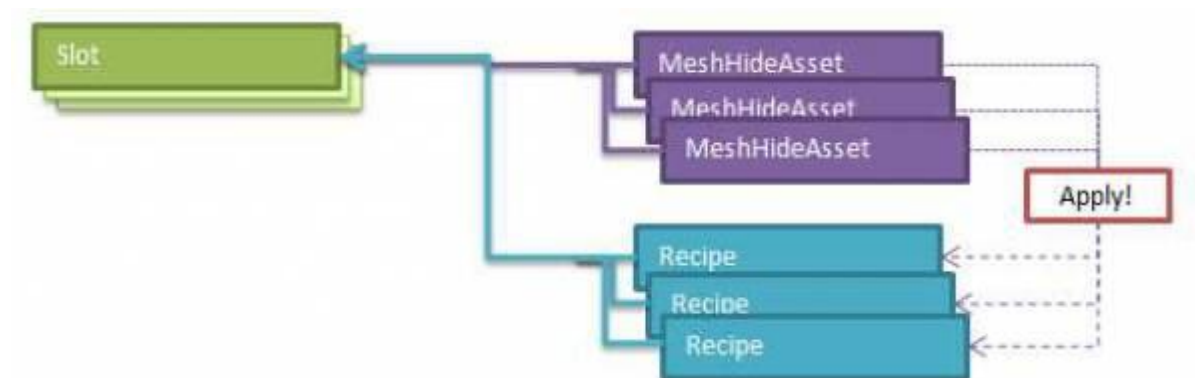 Slot
MeshHideAsset
MeshHideAsset
MeshHideAsset
Apply!
Recipe
Recipe
Recipe